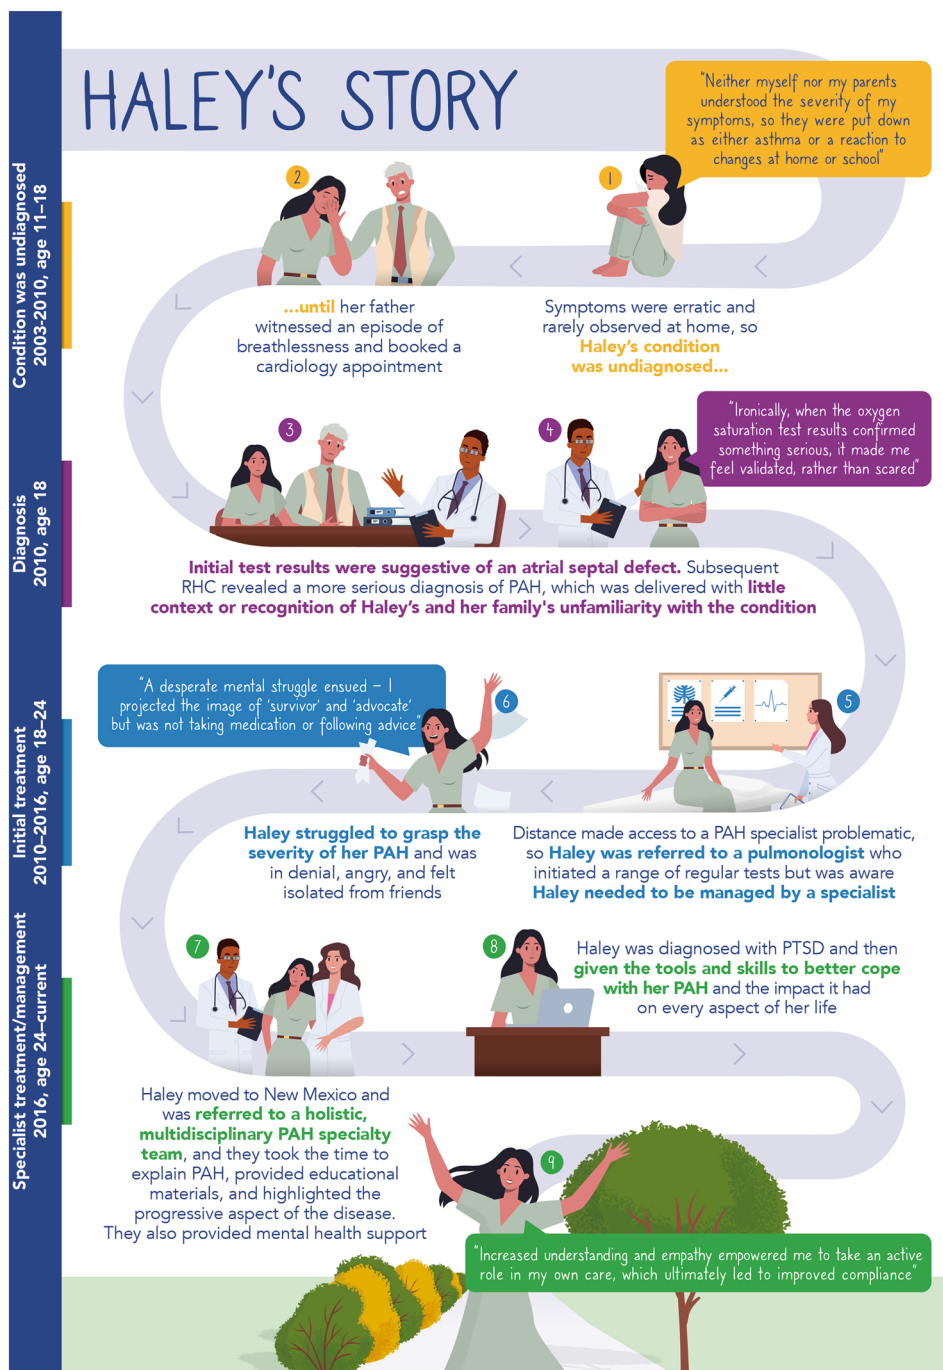 HALEY'S STORY
Condition was undiagnosed
2003-2010, age 11–18
"Neither myself nor my parents
understood the severity of my
symptoms, so they were put down
as either asthma or a reaction to
changes at home or school"
1
Symptoms were erratic and
rarely observed at home, so
Haley's condition
was undiagnosed...
2
...until her father
witnessed an episode of
breathlessness and booked a
cardiology appointment
Diagnosis
2010, age 18
3
4
"Ironically, when the oxygen
saturation test results confirmed
something serious, it made me
feel validated, rather than scared"
Initial test results were suggestive of an atrial septal defect. Subsequent
RHC revealed a more serious diagnosis of PAH, which was delivered with little
context or recognition of Haley's and her family's unfamiliarity with the condition
Initial treatment
2010–2016, age 18–24
5
Distance made access to a PAH specialist problematic,
so Haley was referred to a pulmonologist who
initiated a range of regular tests but was aware
Haley needed to be managed by a specialist
6
"A desperate mental struggle ensued – I
projected the image of 'survivor' and 'advocate'
but was not taking medication or following advice"
Haley struggled to grasp the
severity of her PAH and was
in denial, angry, and felt
isolated from friends
Specialist treatment/management
2016, age 24–current
7
Haley moved to New Mexico and
was referred to a holistic,
multidisciplinary PAH specialty
team, and they took the time to
explain PAH, provided educational
materials, and highlighted the
progressive aspect of the disease.
They also provided mental health support
8
Haley was diagnosed with PTSD and then
given the tools and skills to better cope
with her PAH and the impact it had
on every aspect of her life
9
"Increased understanding and empathy empowered me to take an active
role in my own care, which ultimately led to improved compliance"